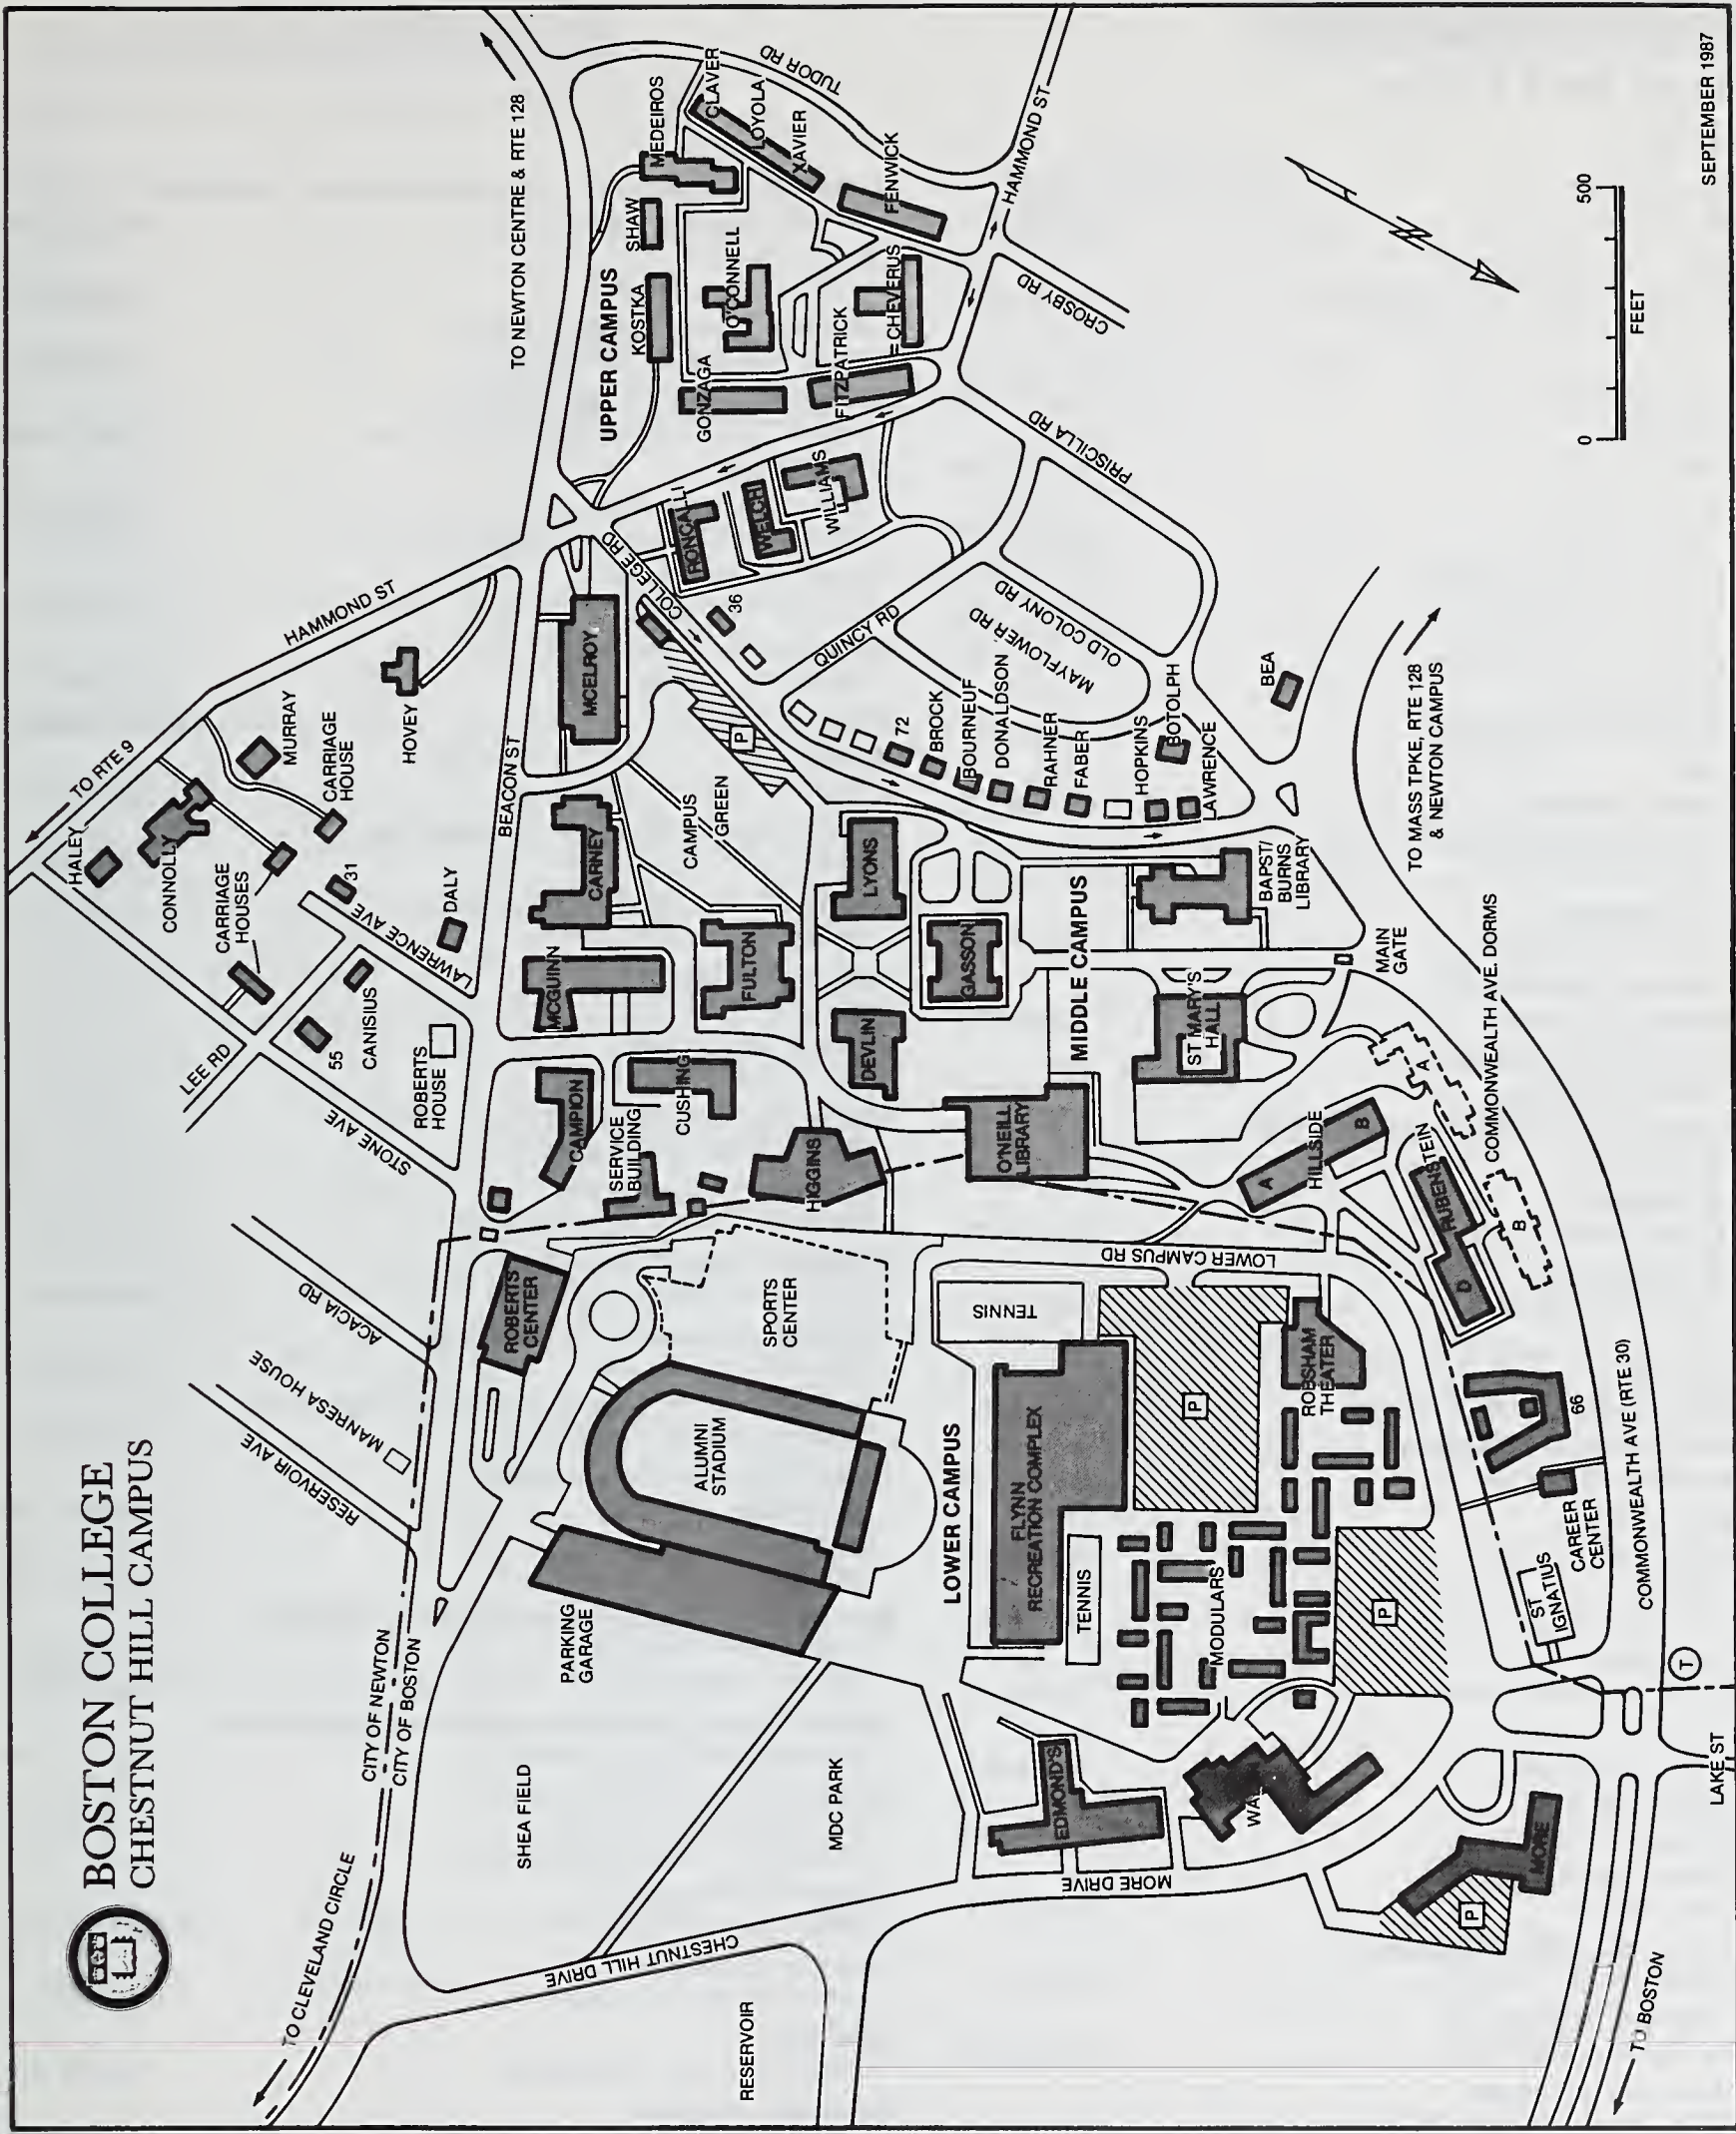 BOSTON COLLEGE
CHESTNUT HILL CAMPUS
TO CLEVELAND CIRCLE
CITY OF NEWTON
CITY OF BOSTON
RESERVOIR AVE
MANRESA HOUSE
ACACIA RD
STONE AVE
LEE RD
ROBERTS
HOUSE
55
CANISIUS
CARRIAGE
HOUSES
LAWRENCE AVE
31
DALY
HALEY
CONNOLLY
TO RTE 9
MURRAY
CARRIAGE
HOUSE
HOVEY
HAMMOND ST
BEACON ST
TO NEWTON CENTRE & RTE 128
UPPER CAMPUS
KOSTKA
SHAW
MEDEIROS
CLAVER
LOYOLA
XAVIER
FENWICK
TUDOR RD
HAMMOND ST
GONZAGA
O'CONNELL
FITZPATRICK
CHEVERUS
CROSBY RD
PRISCILLA RD
COLLEGE RD
RONCALLI
WELCH
WILLIAMS
36
QUINCY RD
MAYFLOWER RD
OLD COLONY RD
72
BROCK
BOURNEUF
DONALDSON
RAHNER
FABER
HOPKINS
BOTOLPH
LAWRENCE
BEA
TO MASS TPKE, RTE 128
& NEWTON CAMPUS
MCELROY
P
CAMPUS
GREEN
CARNEY
MCGUINN
FULTON
LYONS
GASSON
DEVLIN
MIDDLE CAMPUS
BAPST/
BURNS
LIBRARY
MAIN
GATE
ST MARY'S
HALL
CAMPION
CUSHING
SERVICE
BUILDING
HIGGINS
O'NEILL
LIBRARY
A
HILLSIDE
B
A
COMMONWEALTH AVE. DORMS
B
RUBENSTEIN
D
ROBERTS
CENTER
SPORTS
CENTER
LOWER CAMPUS RD
TENNIS
ALUMNI
STADIUM
LOWER CAMPUS
FLYNN
RECREATION COMPLEX
P
ROBSHAM
THEATER
66
CAREER
CENTER
COMMONWEALTH AVE (RTE 30)
PARKING
GARAGE
TENNIS
MODULARS
P
ST
IGNATIUS
T
SHEA FIELD
MDC PARK
EDMOND'S
MORE DRIVE
MORE
P
LAKE ST
CHESTNUT HILL DRIVE
RESERVOIR
TO BOSTON
0
500
FEET
SEPTEMBER 1987